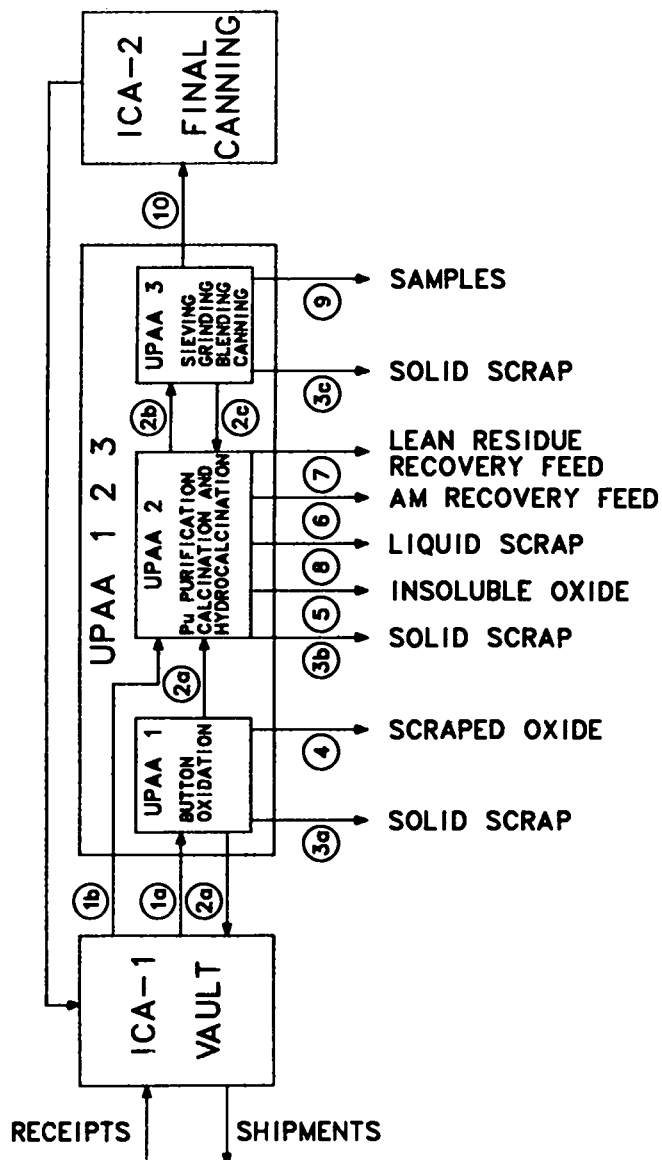 ICA-2
FINAL
CANNING
10
UPAA 1 2 3
UPAA 3
SIEVING
GRINDING
BLENDING
CANNING
9
SAMPLES
3c
SOLID SCRAP
2b
2c
UPAA 2
Pu PURIFICATION
CALCINATION AND
HYDROCALCINATION
7
LEAN RESIDUE
RECOVERY FEED
6
AM RECOVERY FEED
8
LIQUID SCRAP
5
INSOLUBLE OXIDE
3b
SOLID SCRAP
2a
UPAA 1
BUTTON
OXIDATION
4
SCRAPED OXIDE
3a
SOLID SCRAP
1b
1a
2a
ICA-1
VAULT
RECEIPTS
SHIPMENTS